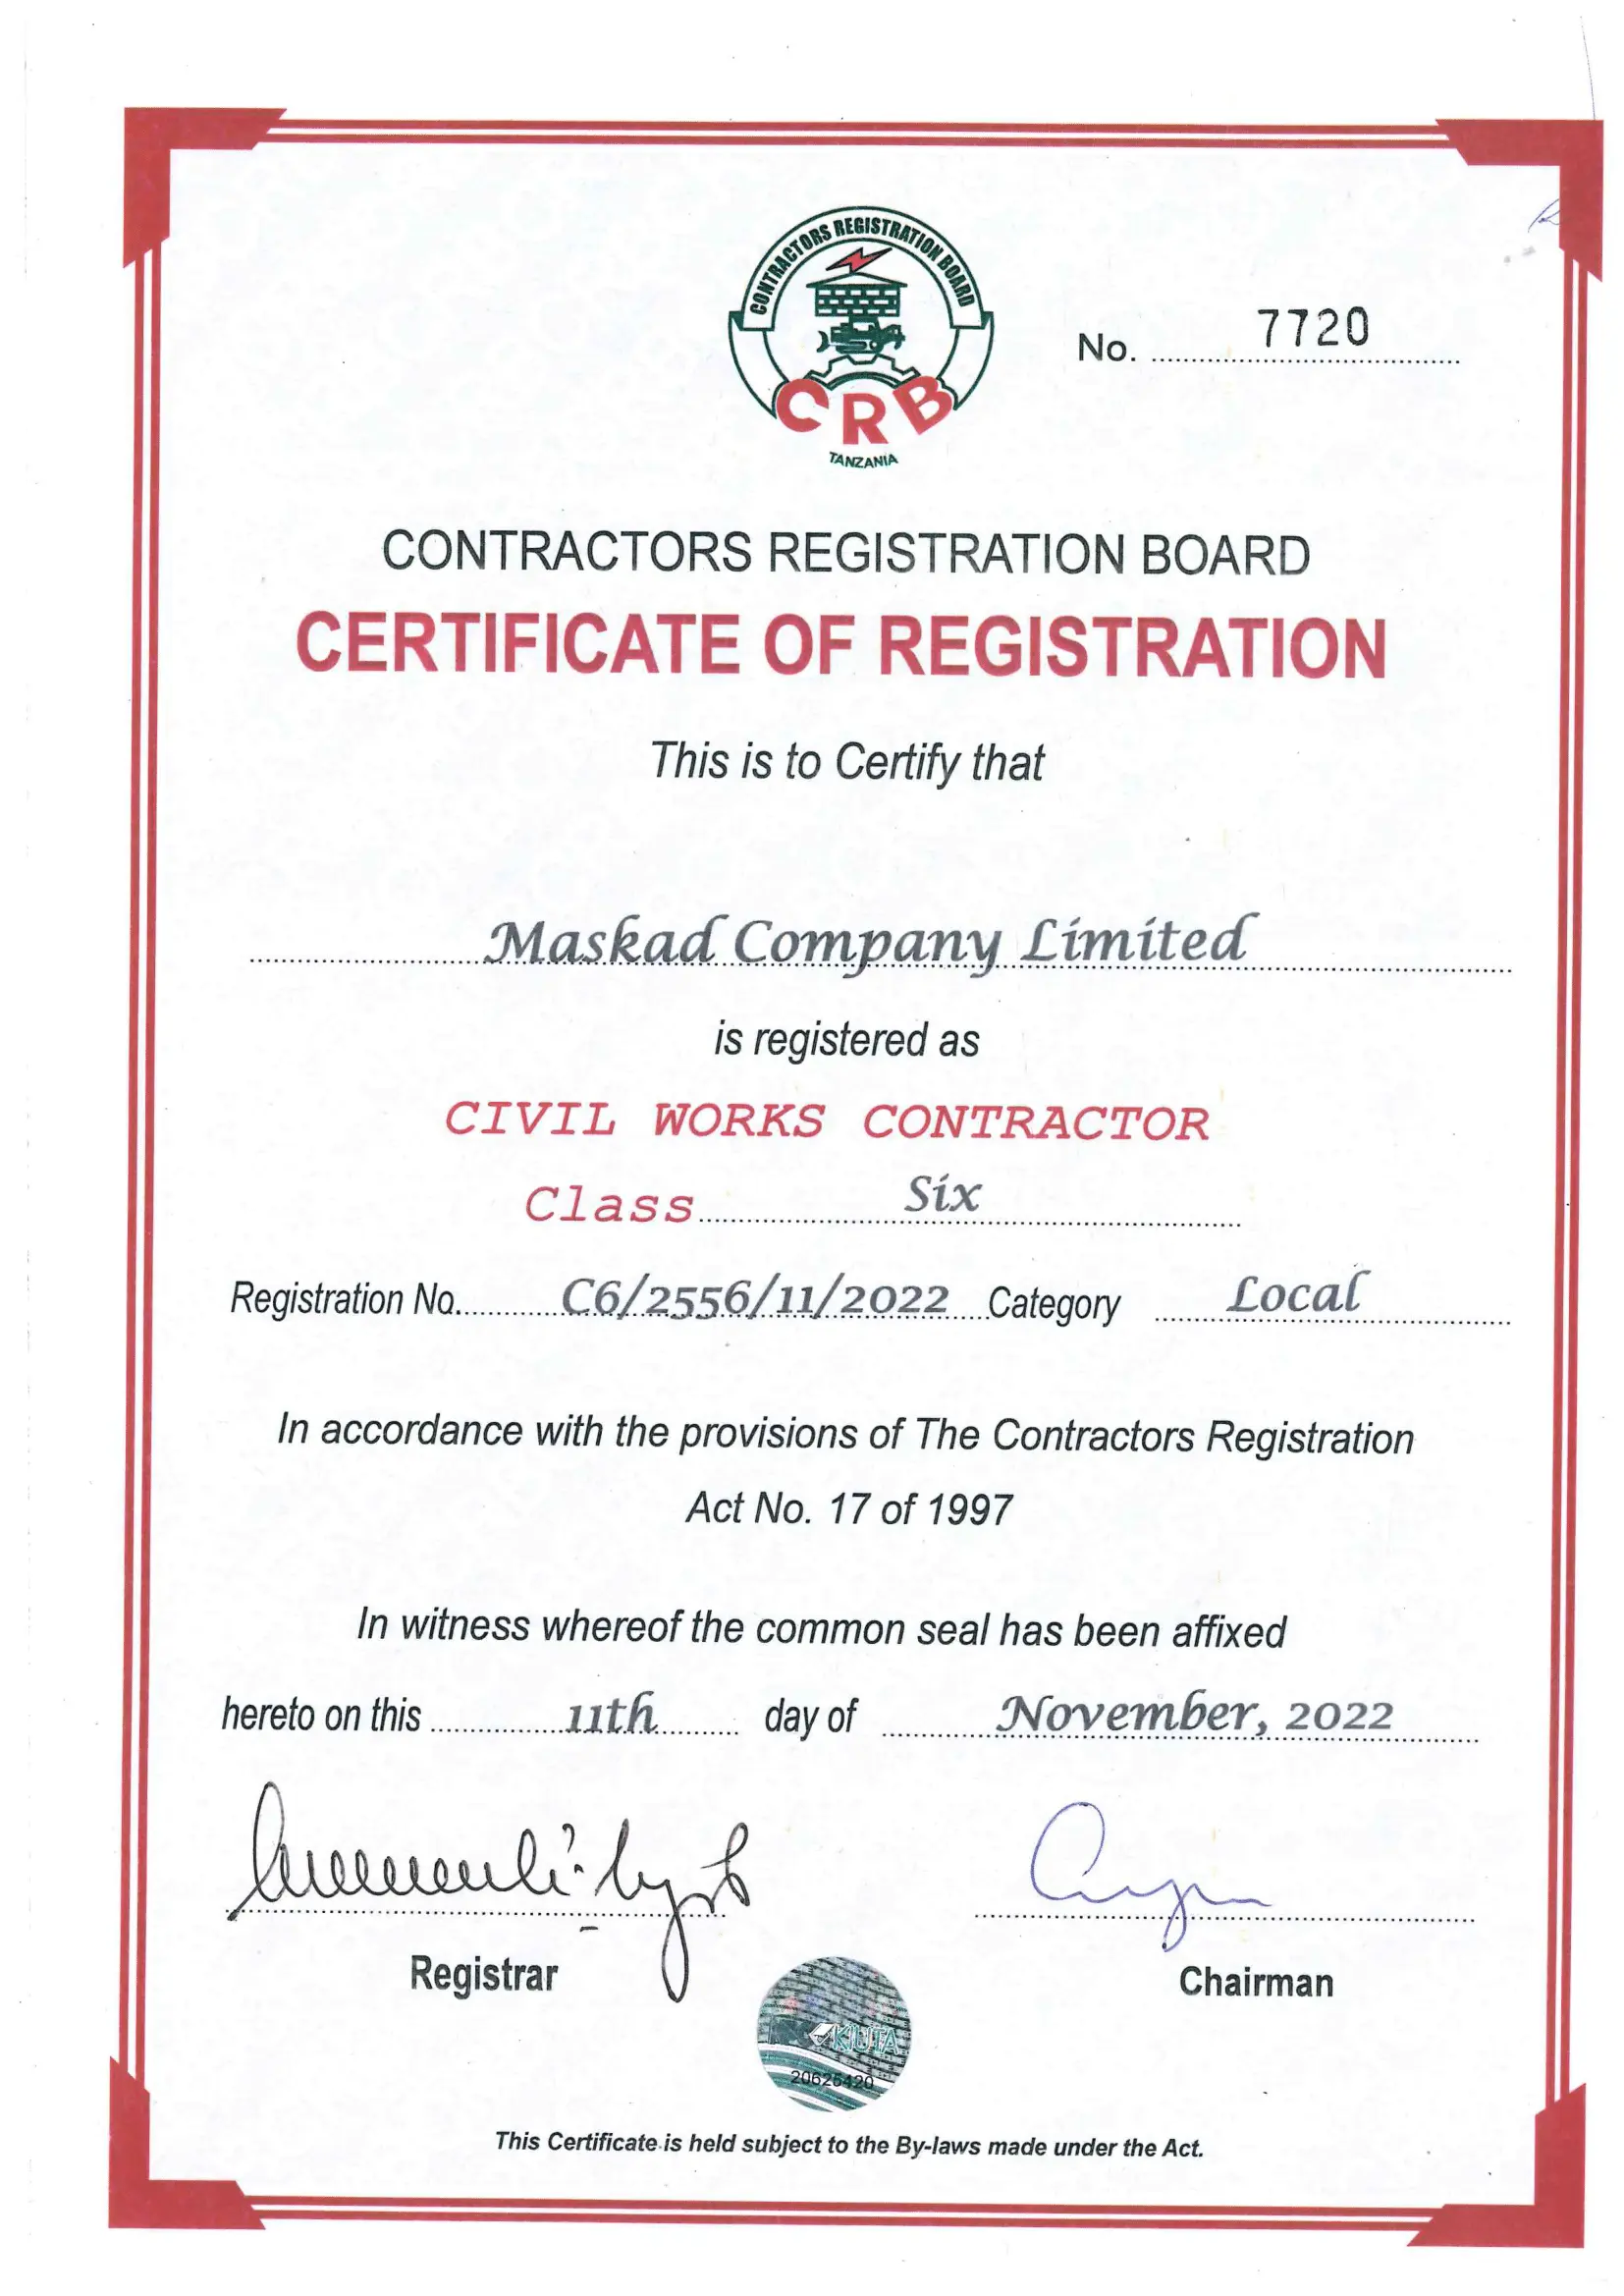 CONTRACTORS REGISTRATION BOARD
CRB
TANZANIA
No. 7720
CONTRACTORS REGISTRATION BOARD
CERTIFICATE OF REGISTRATION
This is to Certify that
Maskad Company Limited
is registered as
CIVIL WORKS CONTRACTOR
Class Six
Registration No. C6/2556/11/2022 Category Local
In accordance with the provisions of The Contractors Registration
Act No. 17 of 1997
In witness whereof the common seal has been affixed
hereto on this 11th day of November, 2022
Registrar Chairman
KIUTA
20625420
This Certificate is held subject to the By-laws made under the Act.